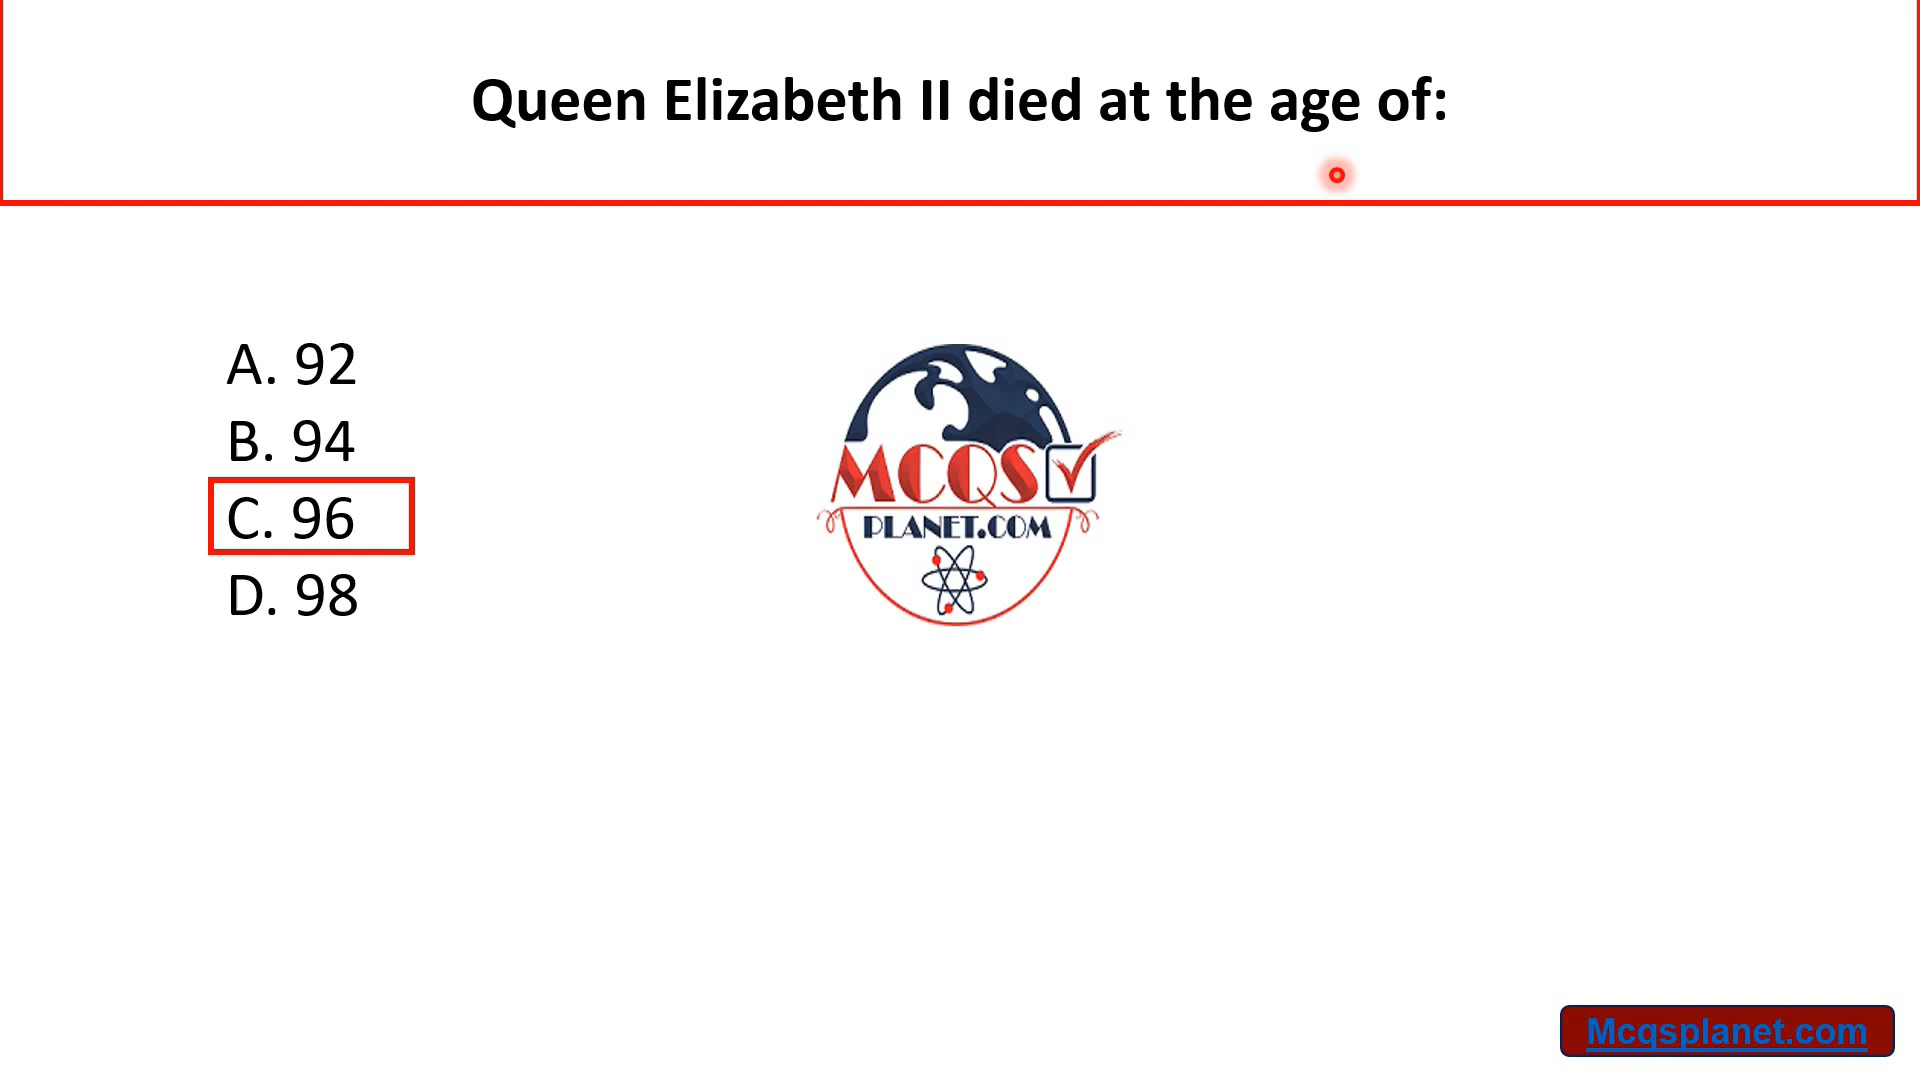 Queen Elizabeth II died at the age of:
A. 92
B. 94
C. 96
D. 98
MCQS
PLANET.COM
Mcqsplanet.com